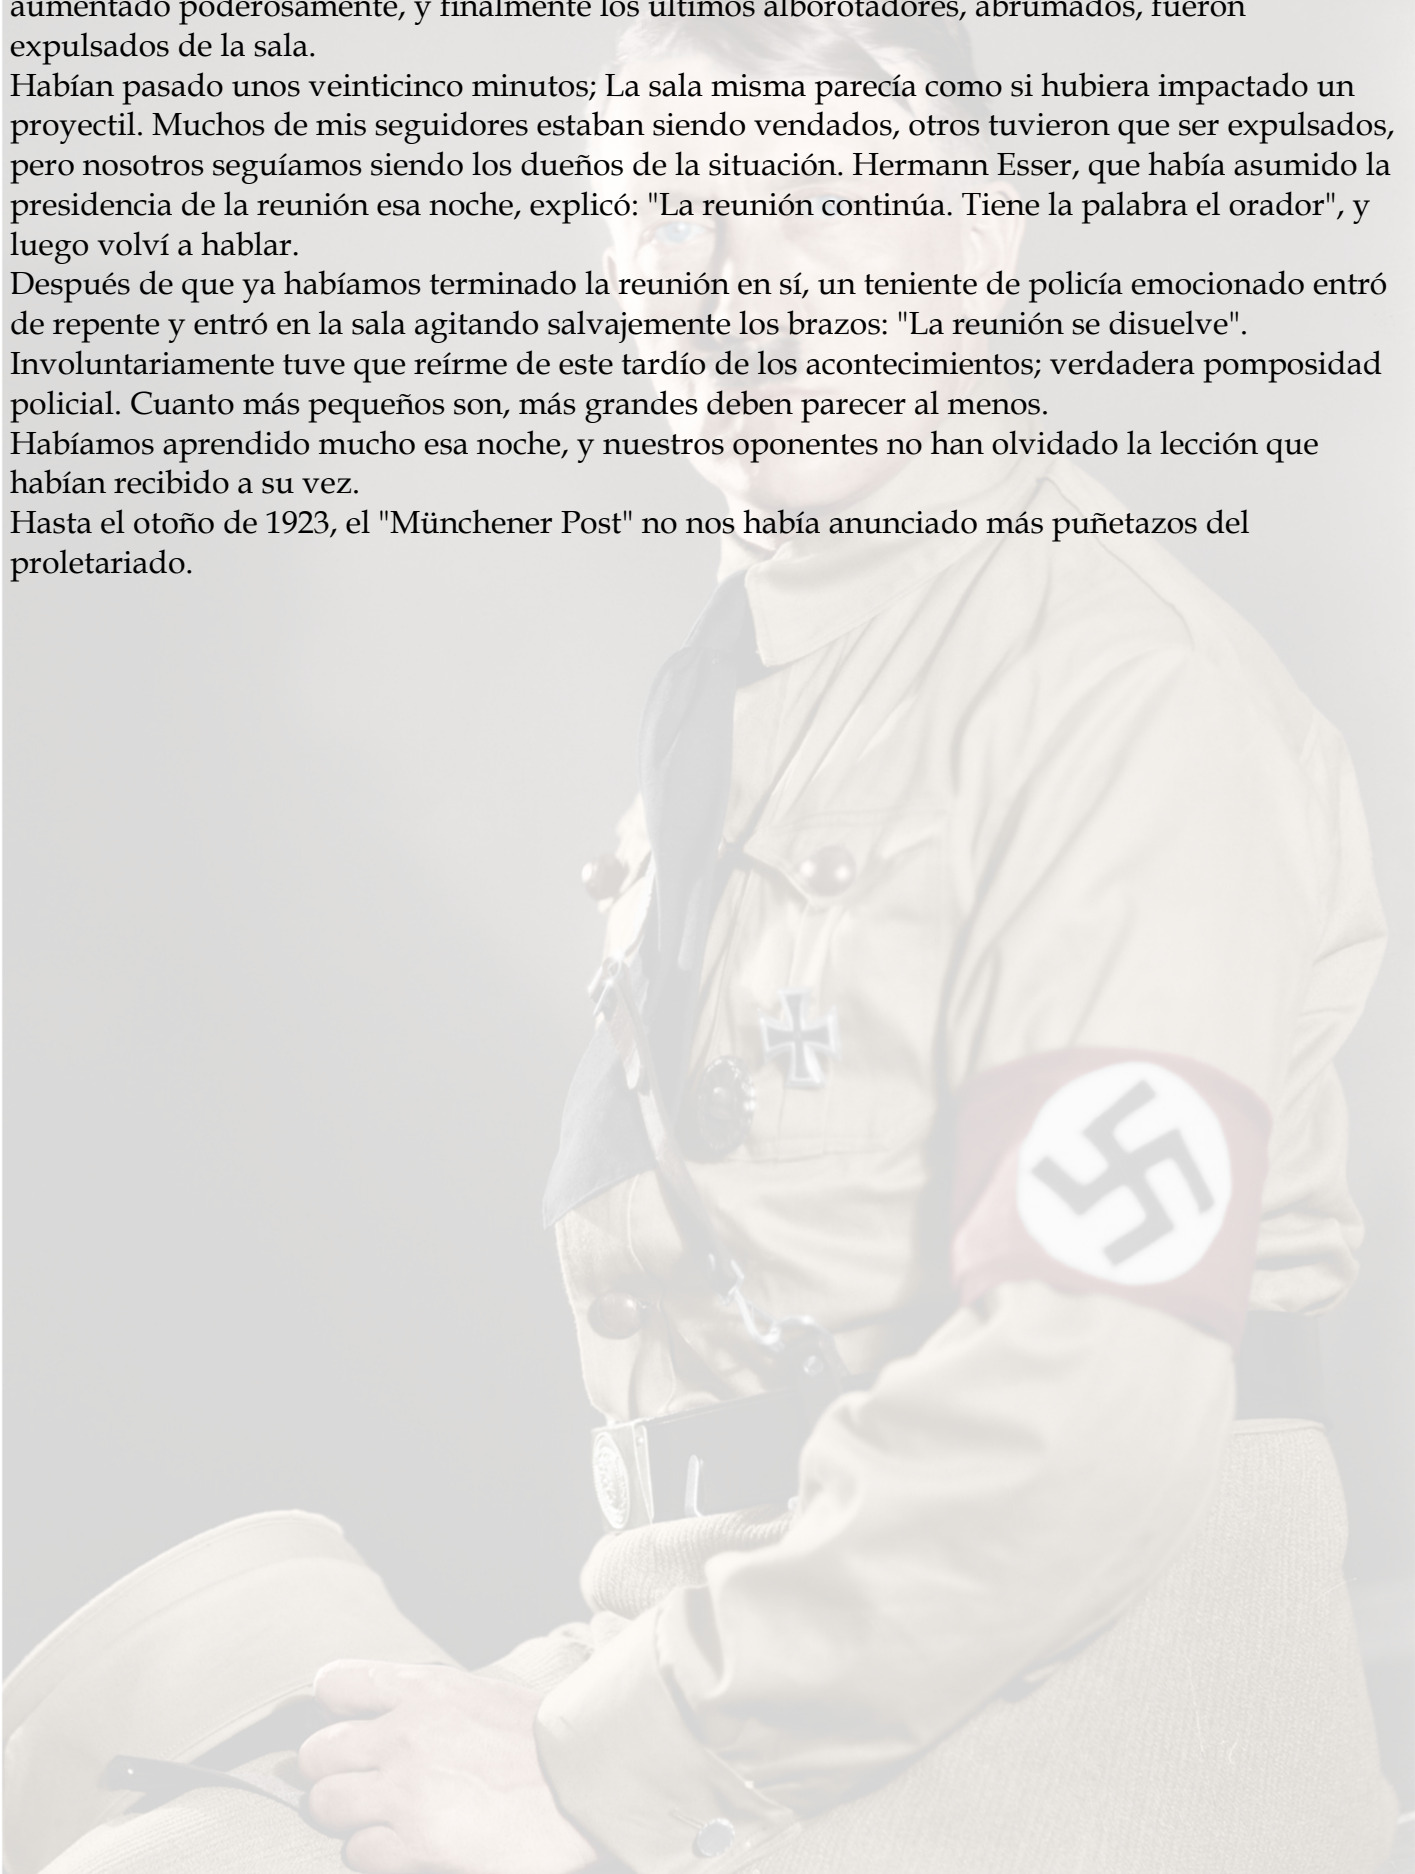 aumentado poderosamente, y finalmente los últimos alborotadores, abrumados, fueron
expulsados de la sala.
Habían pasado unos veinticinco minutos; La sala misma parecía como si hubiera impactado un
proyectil. Muchos de mis seguidores estaban siendo vendados, otros tuvieron que ser expulsados,
pero nosotros seguíamos siendo los dueños de la situación. Hermann Esser, que había asumido la
presidencia de la reunión esa noche, explicó: "La reunión continúa. Tiene la palabra el orador", y
luego volví a hablar.
Después de que ya habíamos terminado la reunión en sí, un teniente de policía emocionado entró
de repente y entró en la sala agitando salvajemente los brazos: "La reunión se disuelve".
Involuntariamente tuve que reírme de este tardío de los acontecimientos; verdadera pomposidad
policial. Cuanto más pequeños son, más grandes deben parecer al menos.
Habíamos aprendido mucho esa noche, y nuestros oponentes no han olvidado la lección que
habían recibido a su vez.
Hasta el otoño de 1923, el "Münchener Post" no nos había anunciado más puñetazos del
proletariado.